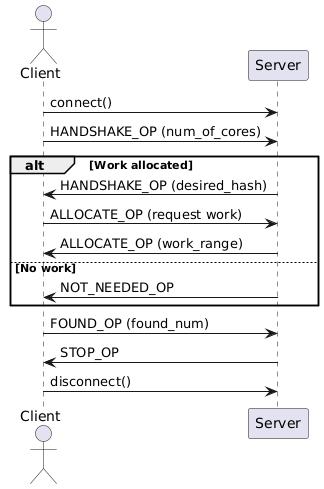 Client
Server
connect()
HANDSHAKE_OP (num_of_cores)
alt [Work allocated]
HANDSHAKE_OP (desired_hash)
ALLOCATE_OP (request work)
ALLOCATE_OP (work_range)
[No work]
NOT_NEEDED_OP
FOUND_OP (found_num)
STOP_OP
disconnect()
Client
Server